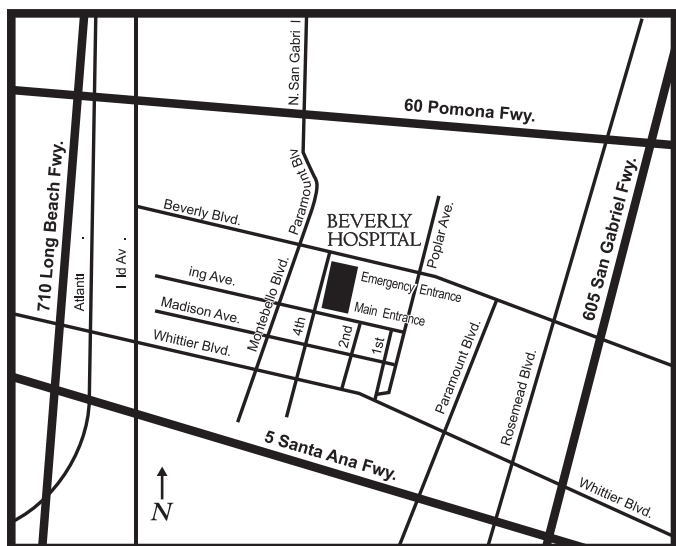 N. San Gabri l
60 Pomona Fwy.
710 Long Beach Fwy.
Paramount Blv
605 San Gabriel Fwy.
Beverly Blvd.
BEVERLY
HOSPITAL
Poplar Ave.
Atlanti .
l ld Av .
ing Ave.
Emergency Entrance
Madison Ave.
Montebello Blvd.
Main Entrance
4th
2nd
1st
Whittier Blvd.
Paramount Blvd.
Rosemead Blvd.
5 Santa Ana Fwy.
Whittier Blvd.
N